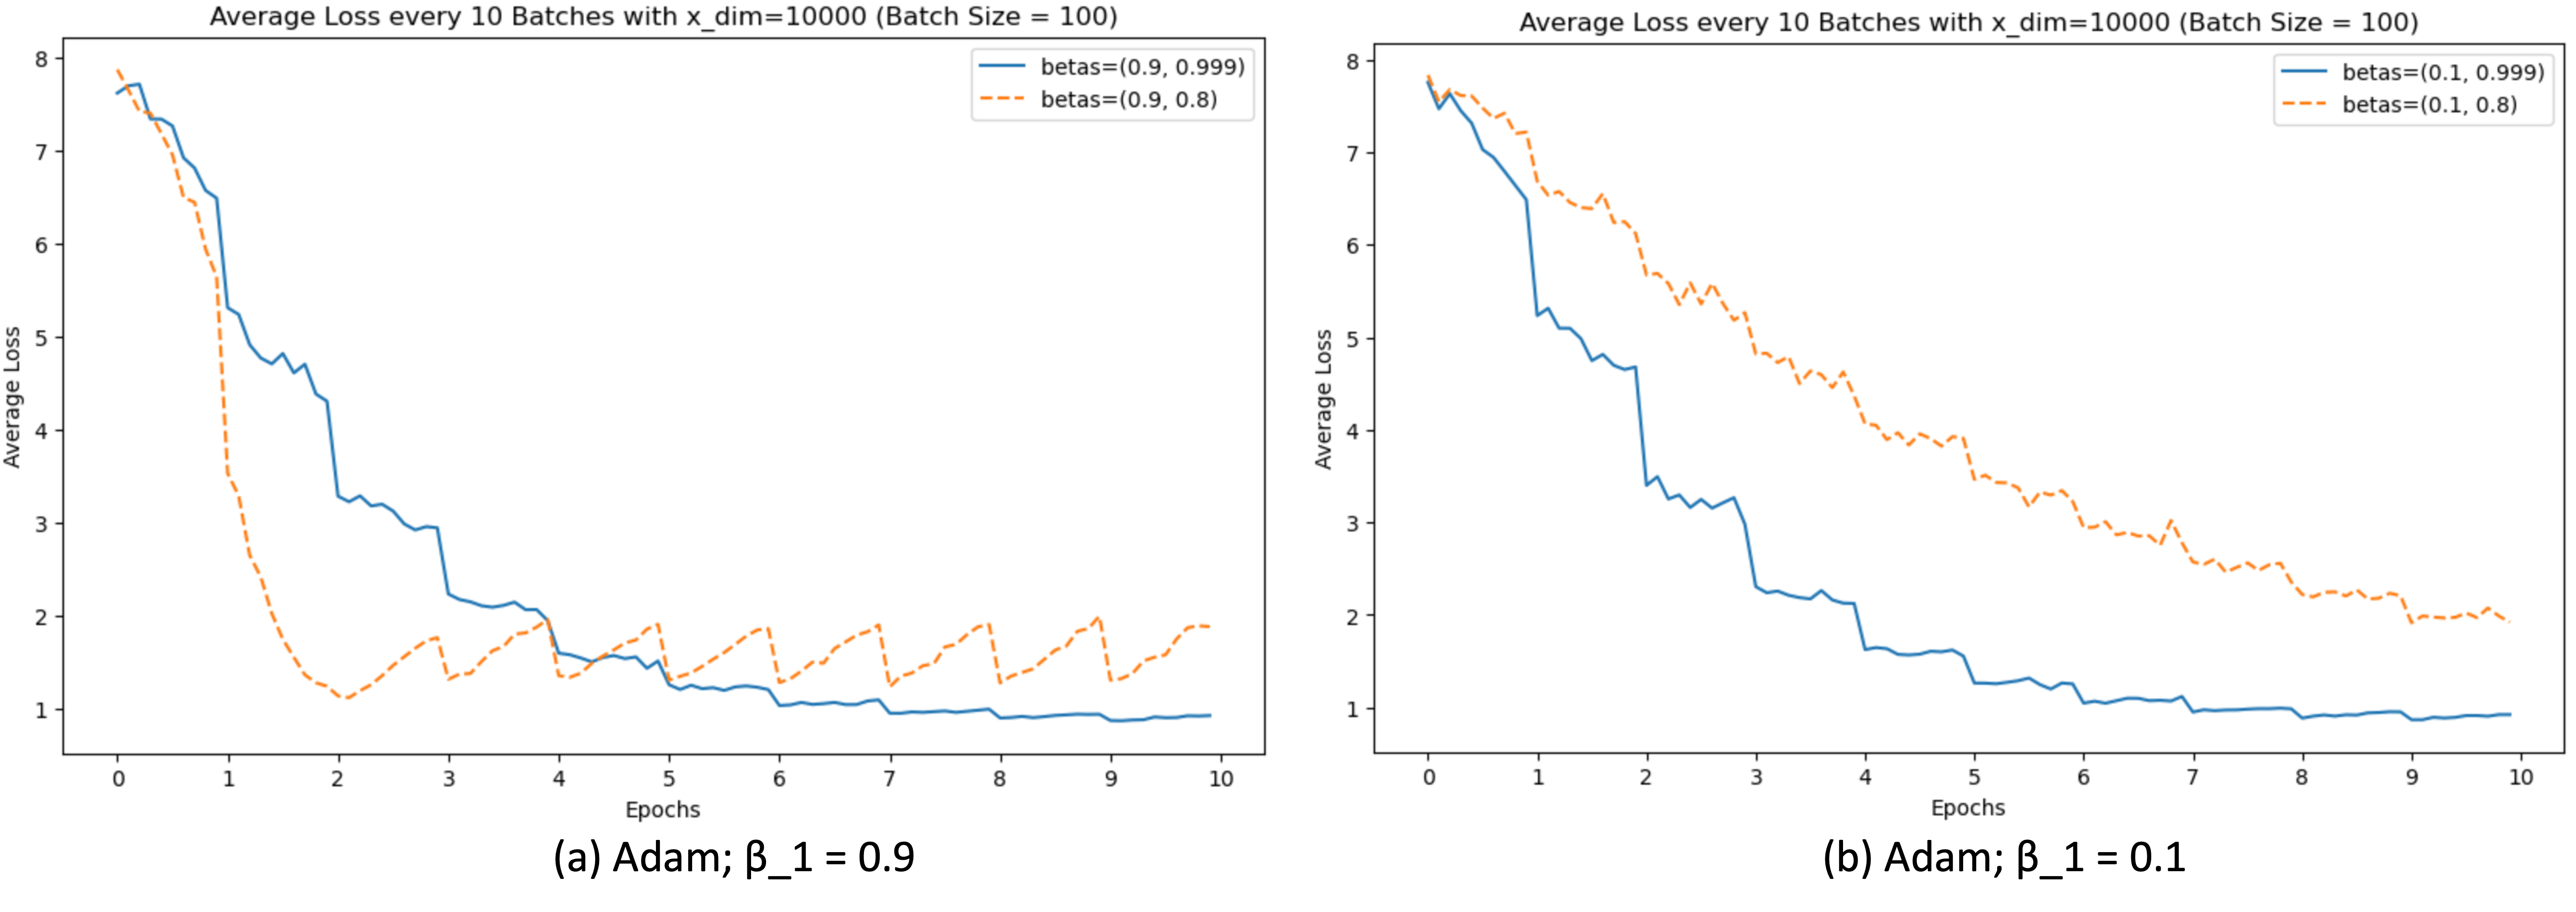 Average Loss every 10 Batches with x_dim=10000 (Batch Size = 100)
betas=(0.9, 0.999)
betas=(0.9, 0.8)
8
7
6
5
4
3
2
1
Average Loss
0 1 2 3 4 5 6 7 8 9 10
Epochs
(a) Adam; β_1 = 0.9
Average Loss every 10 Batches with x_dim=10000 (Batch Size = 100)
betas=(0.1, 0.999)
betas=(0.1, 0.8)
8
7
6
5
4
3
2
1
Average Loss
0 1 2 3 4 5 6 7 8 9 10
Epochs
(b) Adam; β_1 = 0.1